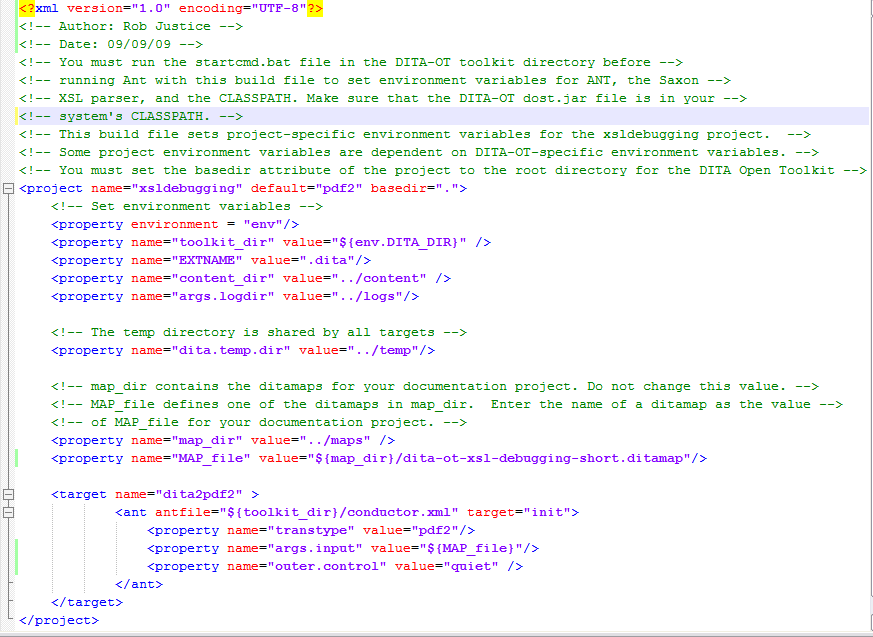 <?xml version="1.0" encoding="UTF-8"?>
<!-- Author: Rob Justice -->
<!-- Date: 09/09/09 -->
<!-- You must run the startcmd.bat file in the DITA-OT toolkit directory before -->
<!-- running Ant with this build file to set environment variables for ANT, the Saxon -->
<!-- XSL parser, and the CLASSPATH. Make sure that the DITA-OT dost.jar file is in your -->
<!-- system's CLASSPATH. -->
<!-- This build file sets project-specific environment variables for the xsldebugging project.  -->
<!-- Some project environment variables are dependent on DITA-OT-specific environment variables. -->
<!-- You must set the basedir attribute of the project to the root directory for the DITA Open Toolkit -->
<project name="xsldebugging" default="pdf2" basedir=".">
    <!-- Set environment variables -->
    <property environment = "env"/>
    <property name="toolkit_dir" value="${env.DITA_DIR}" />
    <property name="EXTNAME" value=".dita"/>
    <property name="content_dir" value="../content" />
    <property name="args.logdir" value="../logs"/>
    <!-- The temp directory is shared by all targets -->
    <property name="dita.temp.dir" value="../temp"/>
    <!-- map_dir contains the ditamaps for your documentation project. Do not change this value. -->
    <!-- MAP_file defines one of the ditamaps in map_dir.  Enter the name of a ditamap as the value -->
    <!-- of MAP_file for your documentation project. -->
    <property name="map_dir" value="../maps" />
    <property name="MAP_file" value="${map_dir}/dita-ot-xsl-debugging-short.ditamap"/>
    <target name="dita2pdf2" >
            <ant antfile="${toolkit_dir}/conductor.xml" target="init">
                <property name="transtype" value="pdf2"/>
                <property name="args.input" value="${MAP_file}"/>
                <property name="outer.control" value="quiet" />
            </ant>
    </target>
</project>